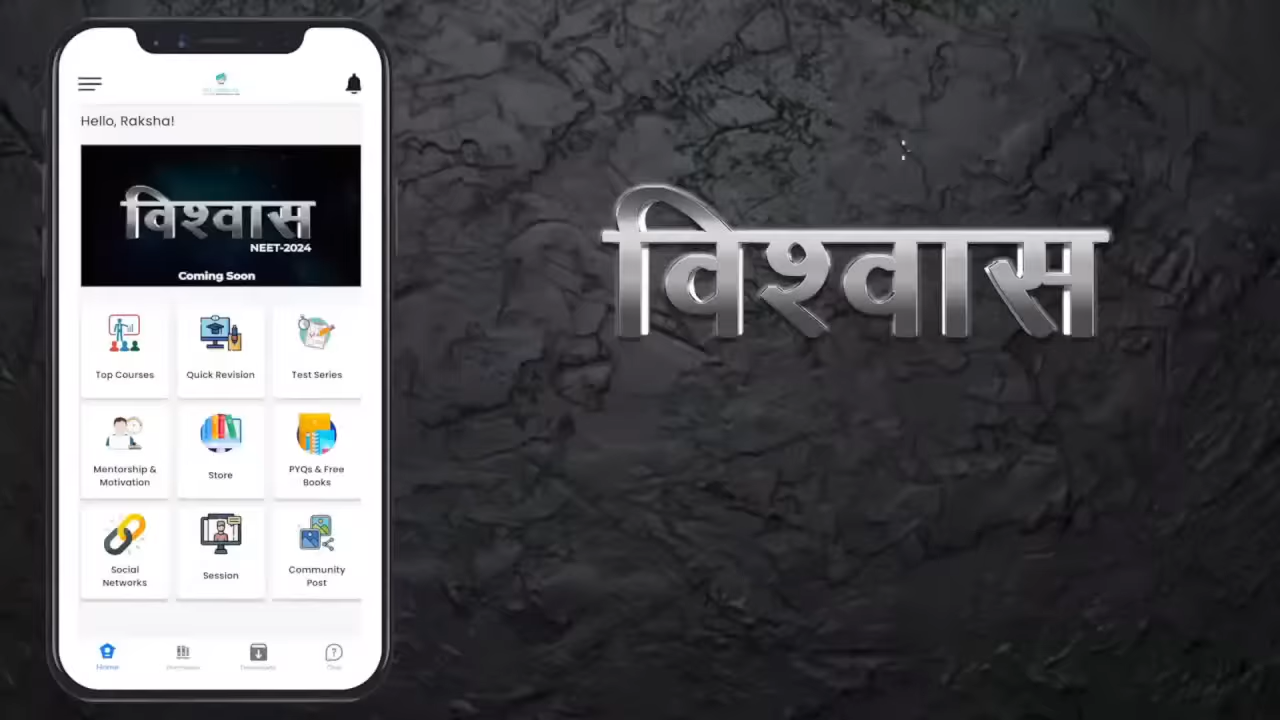 Hello, Raksha!
विश्वास
NEET-2024
Coming Soon
Top Courses
Quick Revision
Test Series
Mentorship &
Motivation
Store
PYQs & Free
Books
Social
Networks
Session
Community
Post
Home
विश्वास